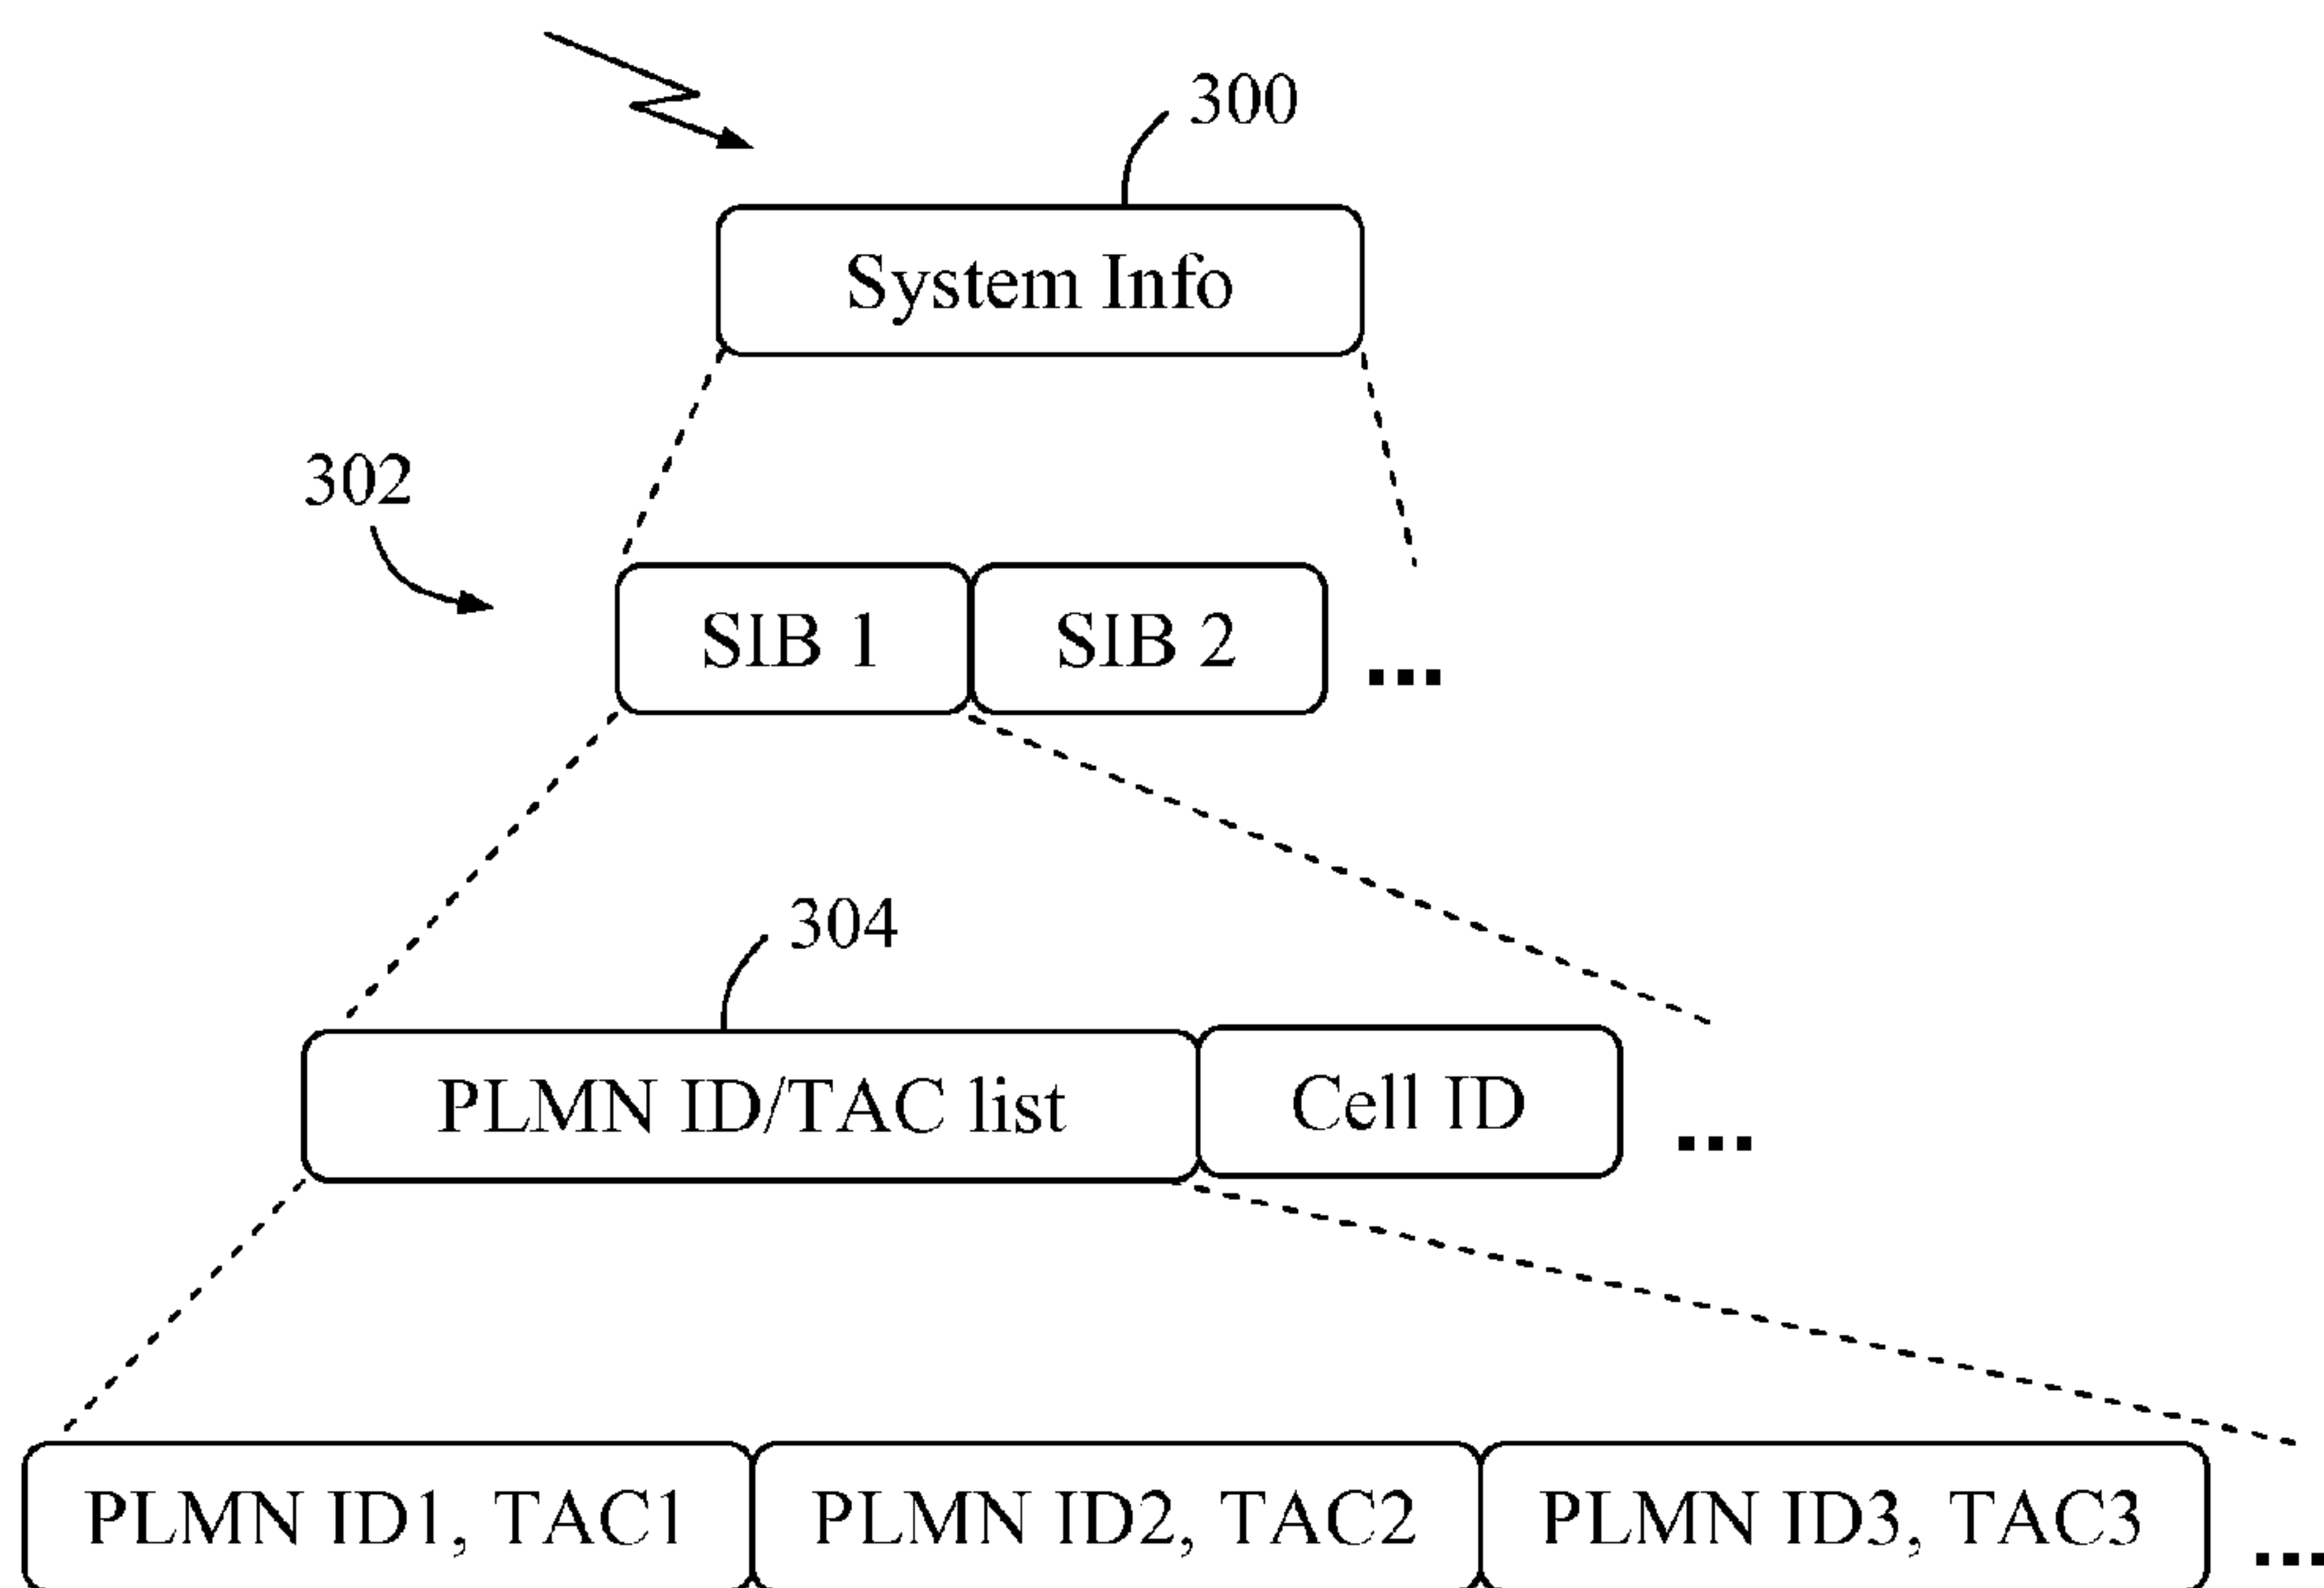 300
System Info
302
SIB 1 SIB 2 ...
304
PLMN ID/TAC list Cell ID ...
PLMN ID1, TAC1 PLMN ID2, TAC2 PLMN ID3, TAC3 ...